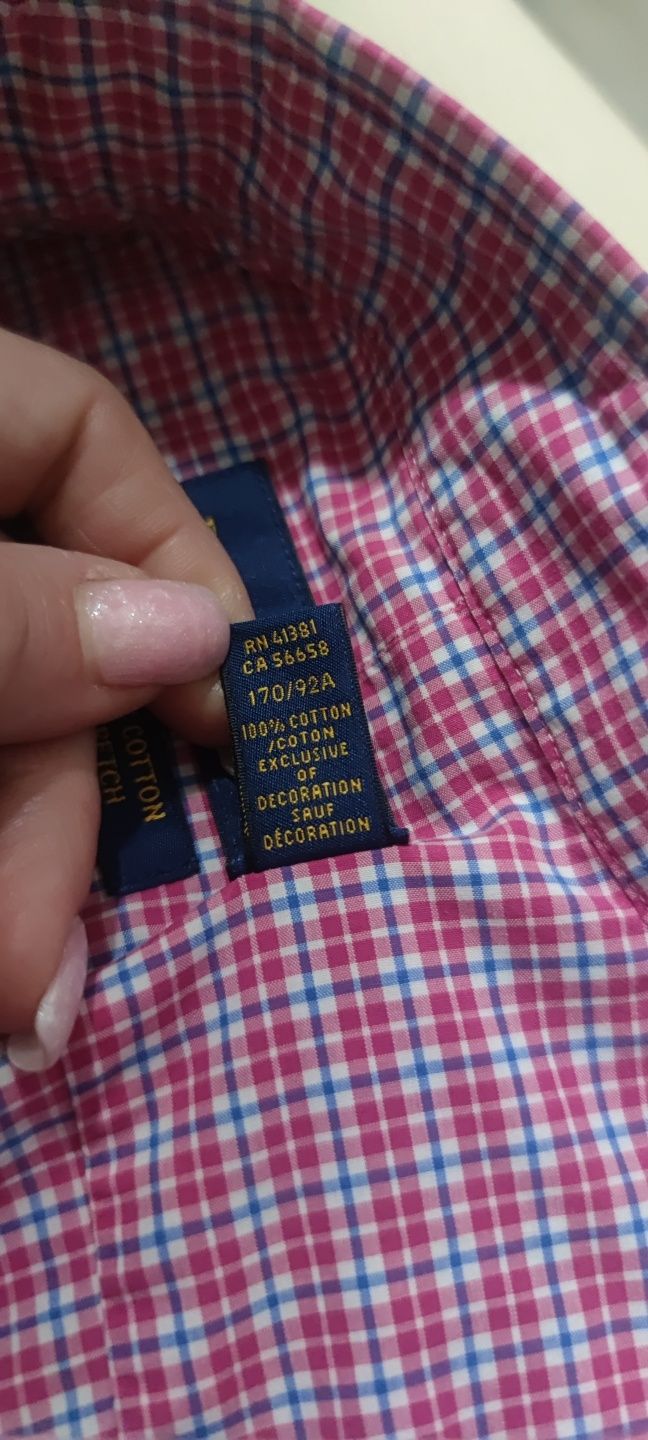 RN 41381
CA 56658
170/92A
100% COTTON
/COTON
EXCLUSIVE
OF
DECORATION
SAUF
DÉCORATION
COTTON